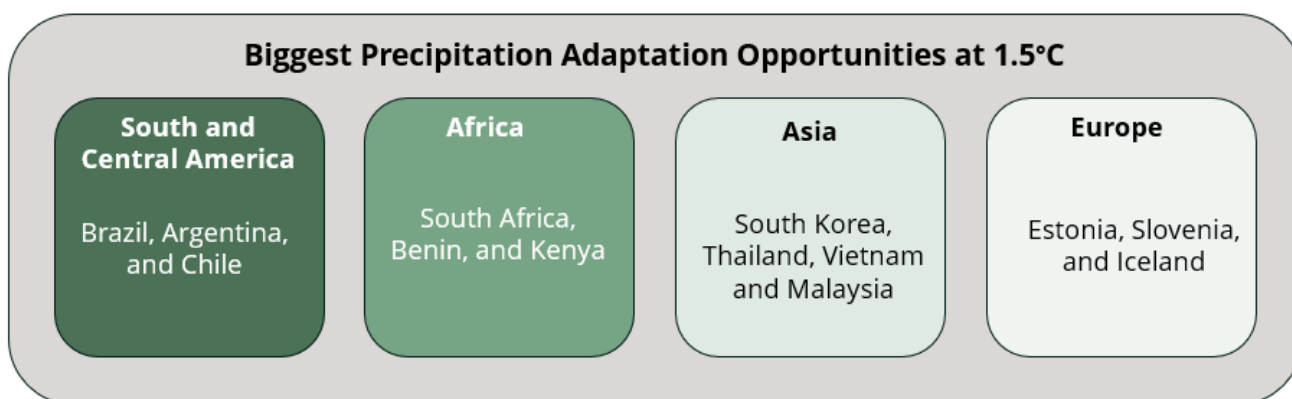 Biggest Precipitation Adaptation Opportunities at 1.5°C
South and
Central America
Brazil, Argentina,
and Chile
Africa
South Africa,
Benin, and Kenya
Asia
South Korea,
Thailand, Vietnam
and Malaysia
Europe
Estonia, Slovenia,
and Iceland